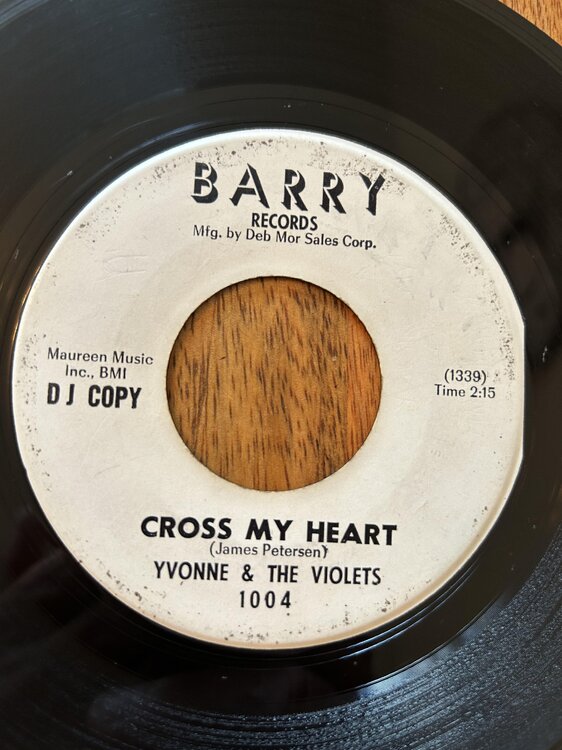 BARRY
RECORDS
Mfg. by Deb Mor Sales Corp.
Maureen Music
Inc., BMI
DJ COPY
(1339)
Time 2:15
CROSS MY HEART
(James Petersen)
YVONNE & THE VIOLETS
1004